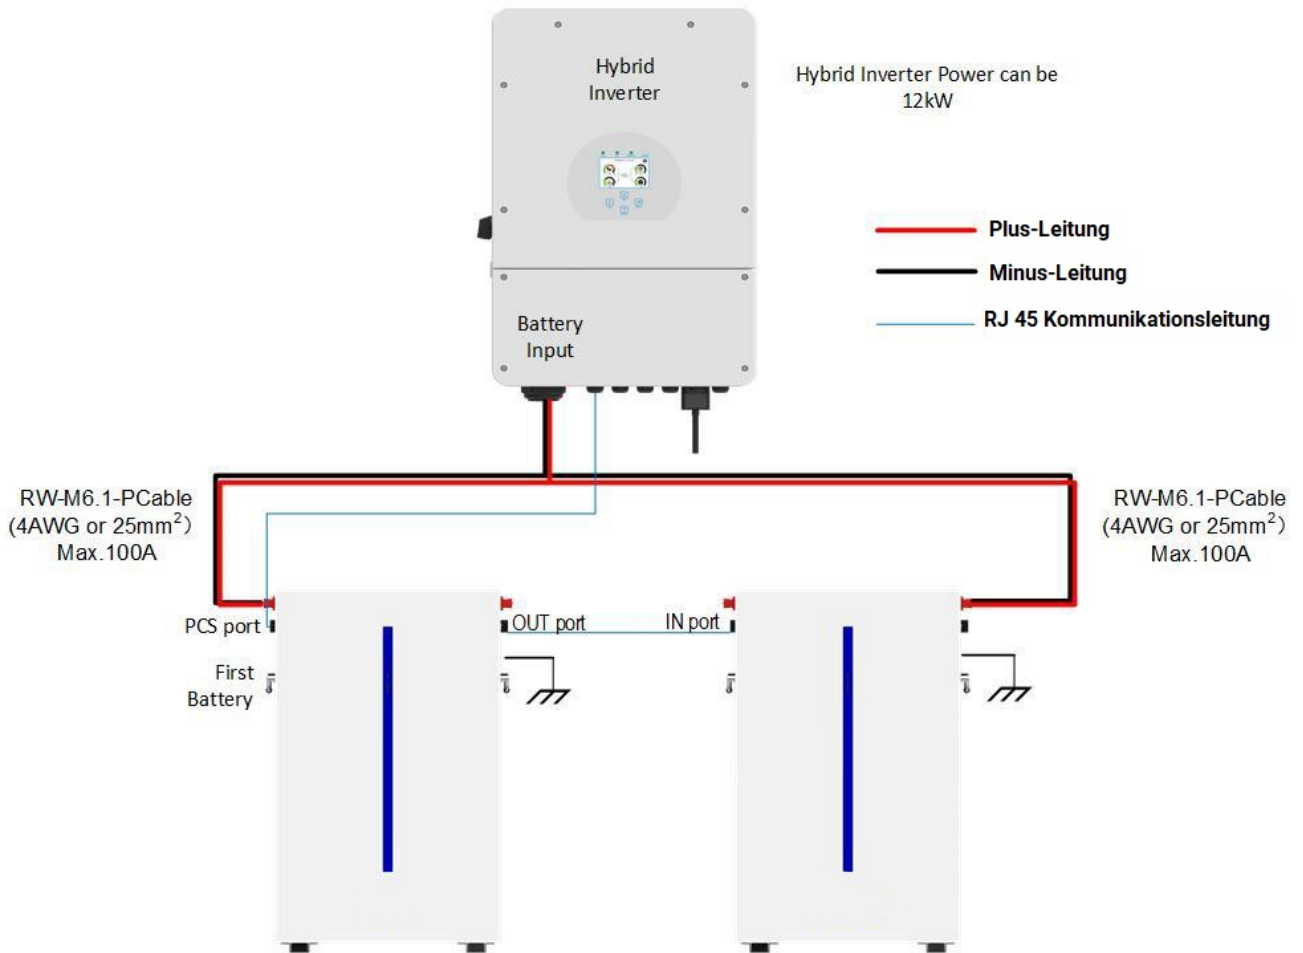 Hybrid
Inverter
Hybrid Inverter Power can be
12kW
Plus-Leitung
Minus-Leitung
RJ 45 Kommunikationsleitung
Battery
Input
RW-M6.1-PCable
(4AWG or 25mm²)
Max.100A
RW-M6.1-PCable
(4AWG or 25mm²)
Max.100A
PCS port
OUT port
IN port
First
Battery